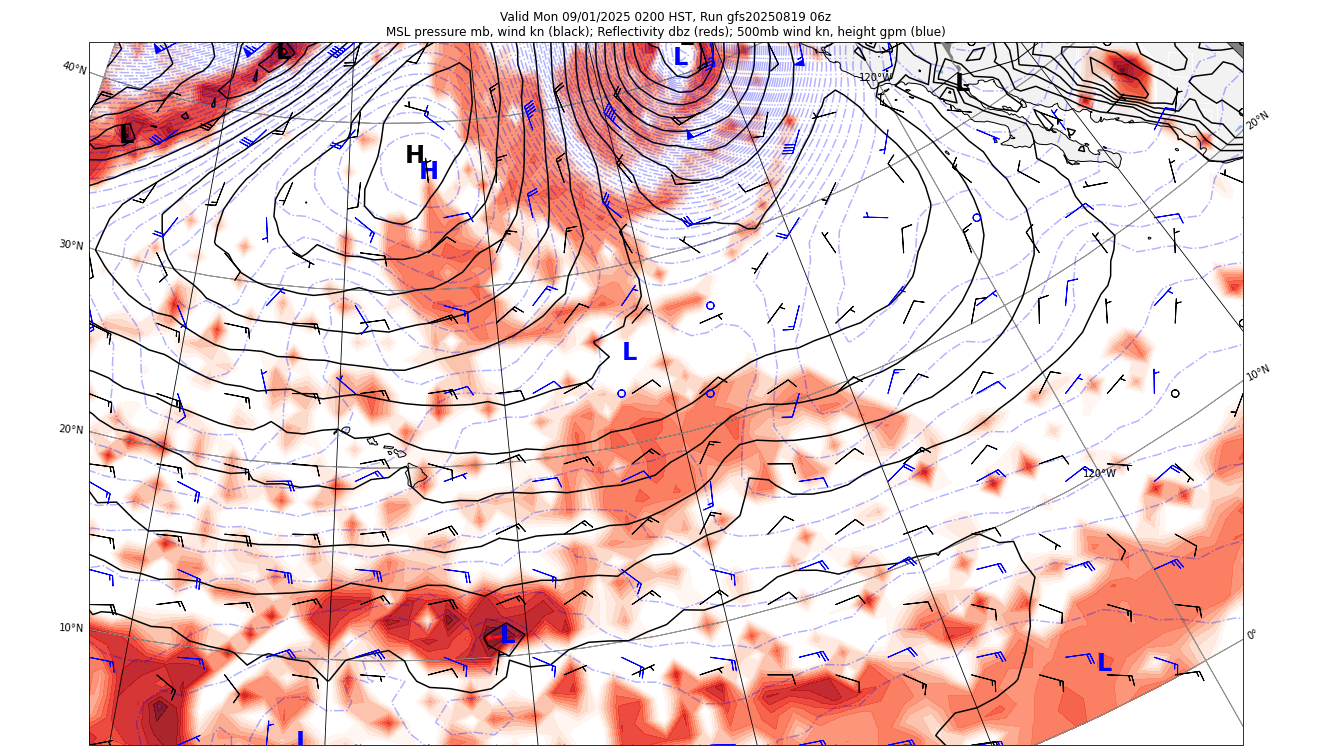 Valid Mon 09/01/2025 0200 HST, Run gfs20250819 06z
MSL pressure mb, wind kn (black); Reflectivity dbz (reds); 500mb wind kn, height gpm (blue)
L
L
40°N
120°W
L
L
20°N
H
H
30°N
L
10°N
20°N
120°W
10°N
L
0°
L
L